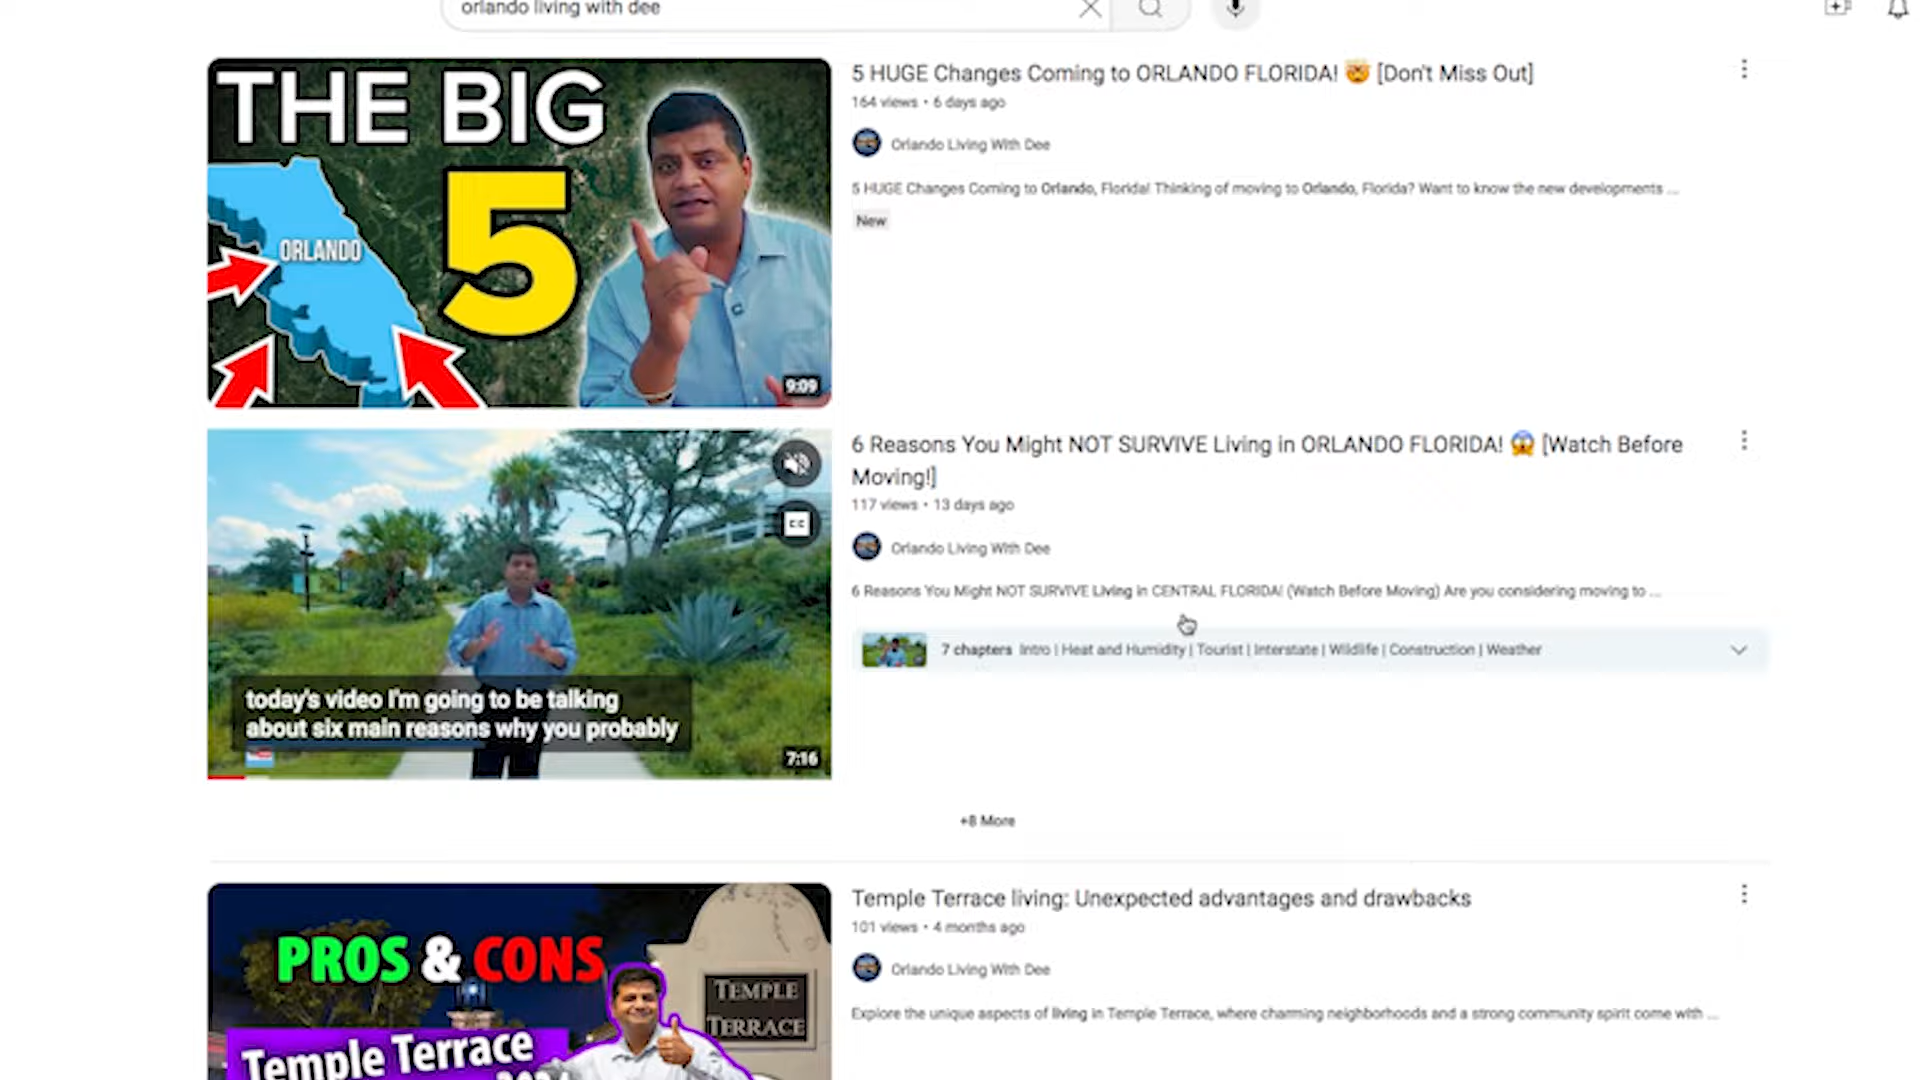 orlando living with dee
THE BIG
5
ORLANDO
9:09
5 HUGE Changes Coming to ORLANDO FLORIDA! 🤯 [Don't Miss Out]
164 views • 6 days ago
Orlando Living With Dee
5 HUGE Changes Coming to Orlando, Florida! Thinking of moving to Orlando, Florida? Want to know the new developments ...
New
CC
today's video I'm going to be talking
about six main reasons why you probably
7:16
6 Reasons You Might NOT SURVIVE Living in ORLANDO FLORIDA! 😱 [Watch Before
Moving!]
117 views • 13 days ago
Orlando Living With Dee
6 Reasons You Might NOT SURVIVE Living in CENTRAL FLORIDA! (Watch Before Moving) Are you considering moving to ...
7 chapters Intro | Heat and Humidity | Tourist | Interstate | Wildlife | Construction | Weather
+8 More
PROS & CONS
TEMPLE
TERRACE
Temple Terrace
Temple Terrace living: Unexpected advantages and drawbacks
101 views • 4 months ago
Orlando Living With Dee
Explore the unique aspects of living in Temple Terrace, where charming neighborhoods and a strong community spirit come with ...